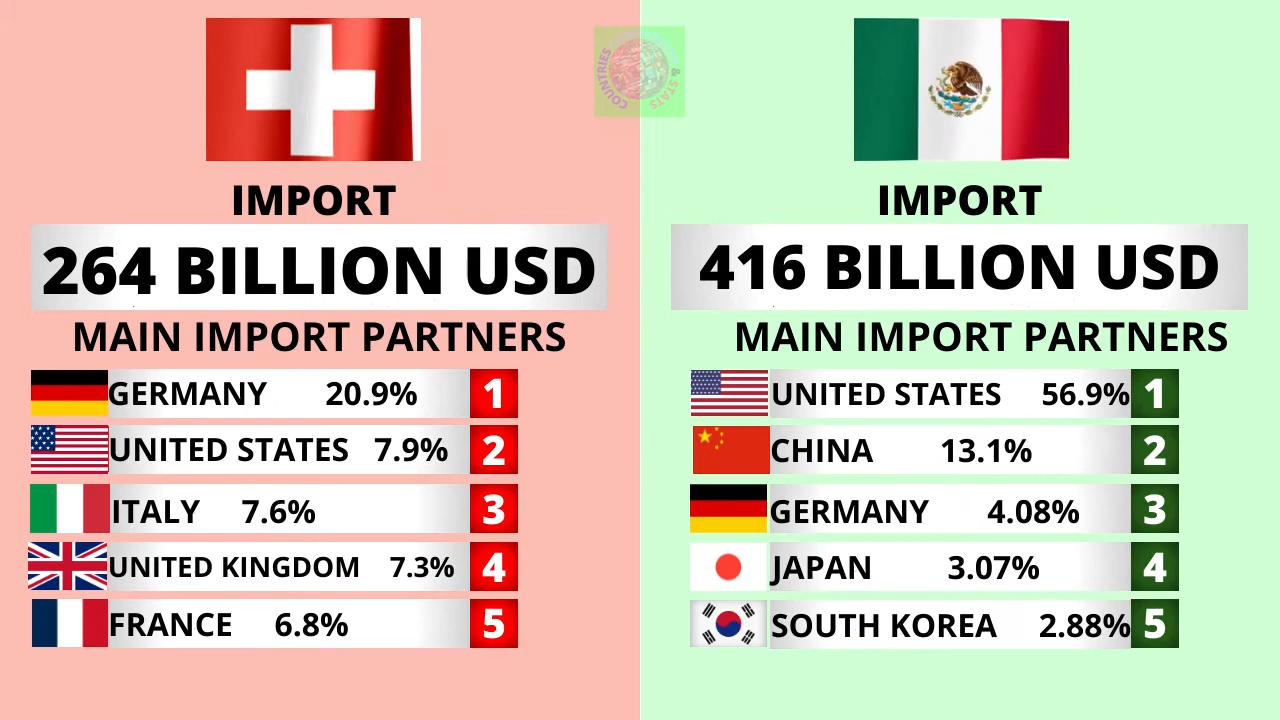 COUNTRIES & STATS
IMPORT
264 BILLION USD
MAIN IMPORT PARTNERS
GERMANY 20.9% 1
UNITED STATES 7.9% 2
ITALY 7.6% 3
UNITED KINGDOM 7.3% 4
FRANCE 6.8% 5
IMPORT
416 BILLION USD
MAIN IMPORT PARTNERS
UNITED STATES 56.9% 1
CHINA 13.1% 2
GERMANY 4.08% 3
JAPAN 3.07% 4
SOUTH KOREA 2.88% 5